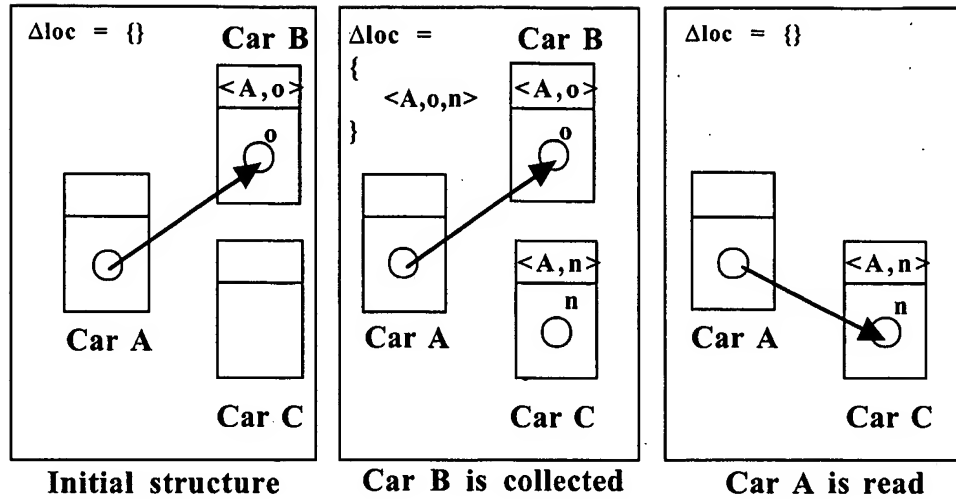 Δloc = {}
Car B
<A,o>
o
Car A
Car C
Initial structure
Δloc =
{
<A,o,n>
}
Car B
<A,o>
o
Car A
<A,n>
n
Car C
Car B is collected
Δloc = {}
Car A
<A,n>
n
Car C
Car A is read